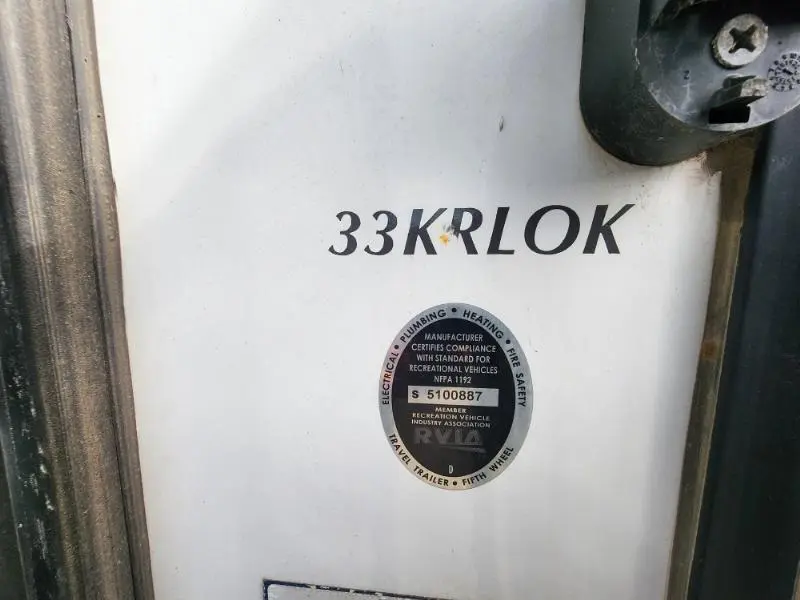 33KRLOK
ELECTRICAL • PLUMBING • HEATING • FIRE SAFETY
MANUFACTURER
CERTIFIES COMPLIANCE
WITH STANDARD FOR
RECREATIONAL VEHICLES
NFPA 1192
S 5100887
MEMBER
RECREATION VEHICLE
INDUSTRY ASSOCIATION
RVIA
D
TRAVEL TRAILER • FIFTH WHEEL